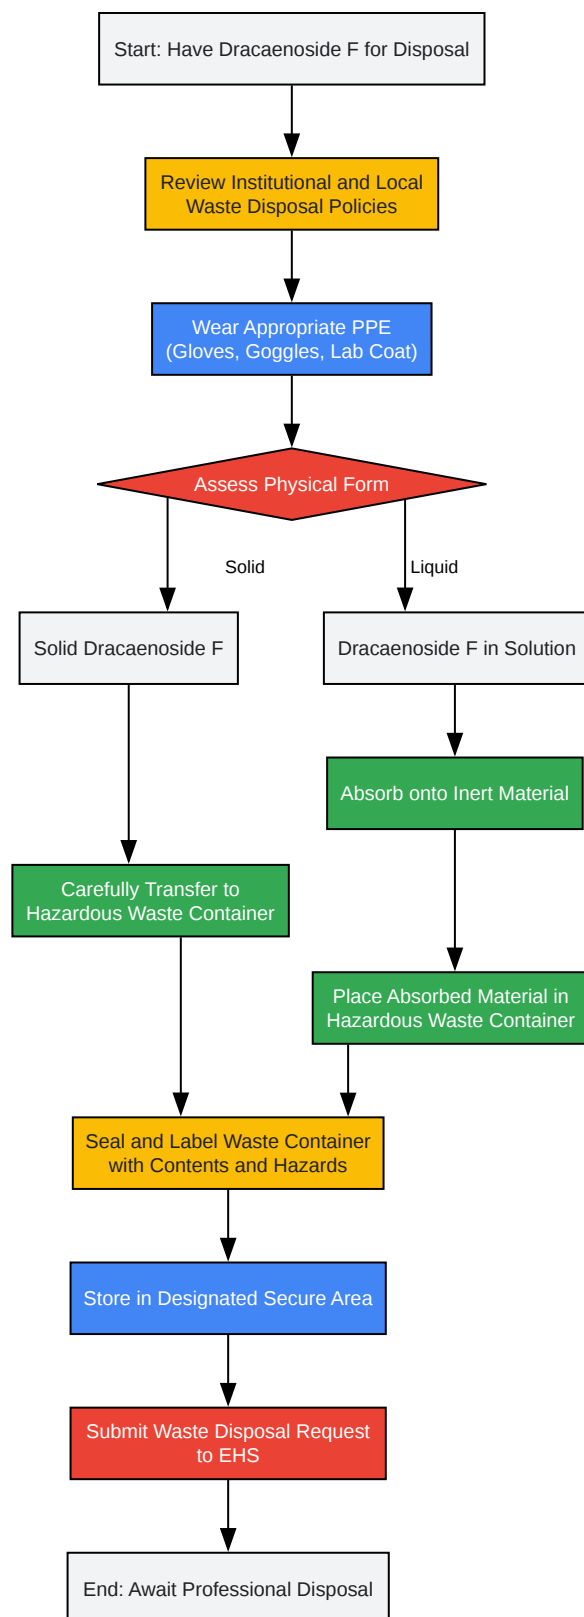 Start: Have Dracaenoside F for Disposal
Review Institutional and Local
Waste Disposal Policies
Wear Appropriate PPE
(Gloves, Goggles, Lab Coat)
Assess Physical Form
Solid
Liquid
Solid Dracaenoside F
Dracaenoside F in Solution
Absorb onto Inert Material
Carefully Transfer to
Hazardous Waste Container
Place Absorbed Material in
Hazardous Waste Container
Seal and Label Waste Container
with Contents and Hazards
Store in Designated Secure Area
Submit Waste Disposal Request
to EHS
End: Await Professional Disposal